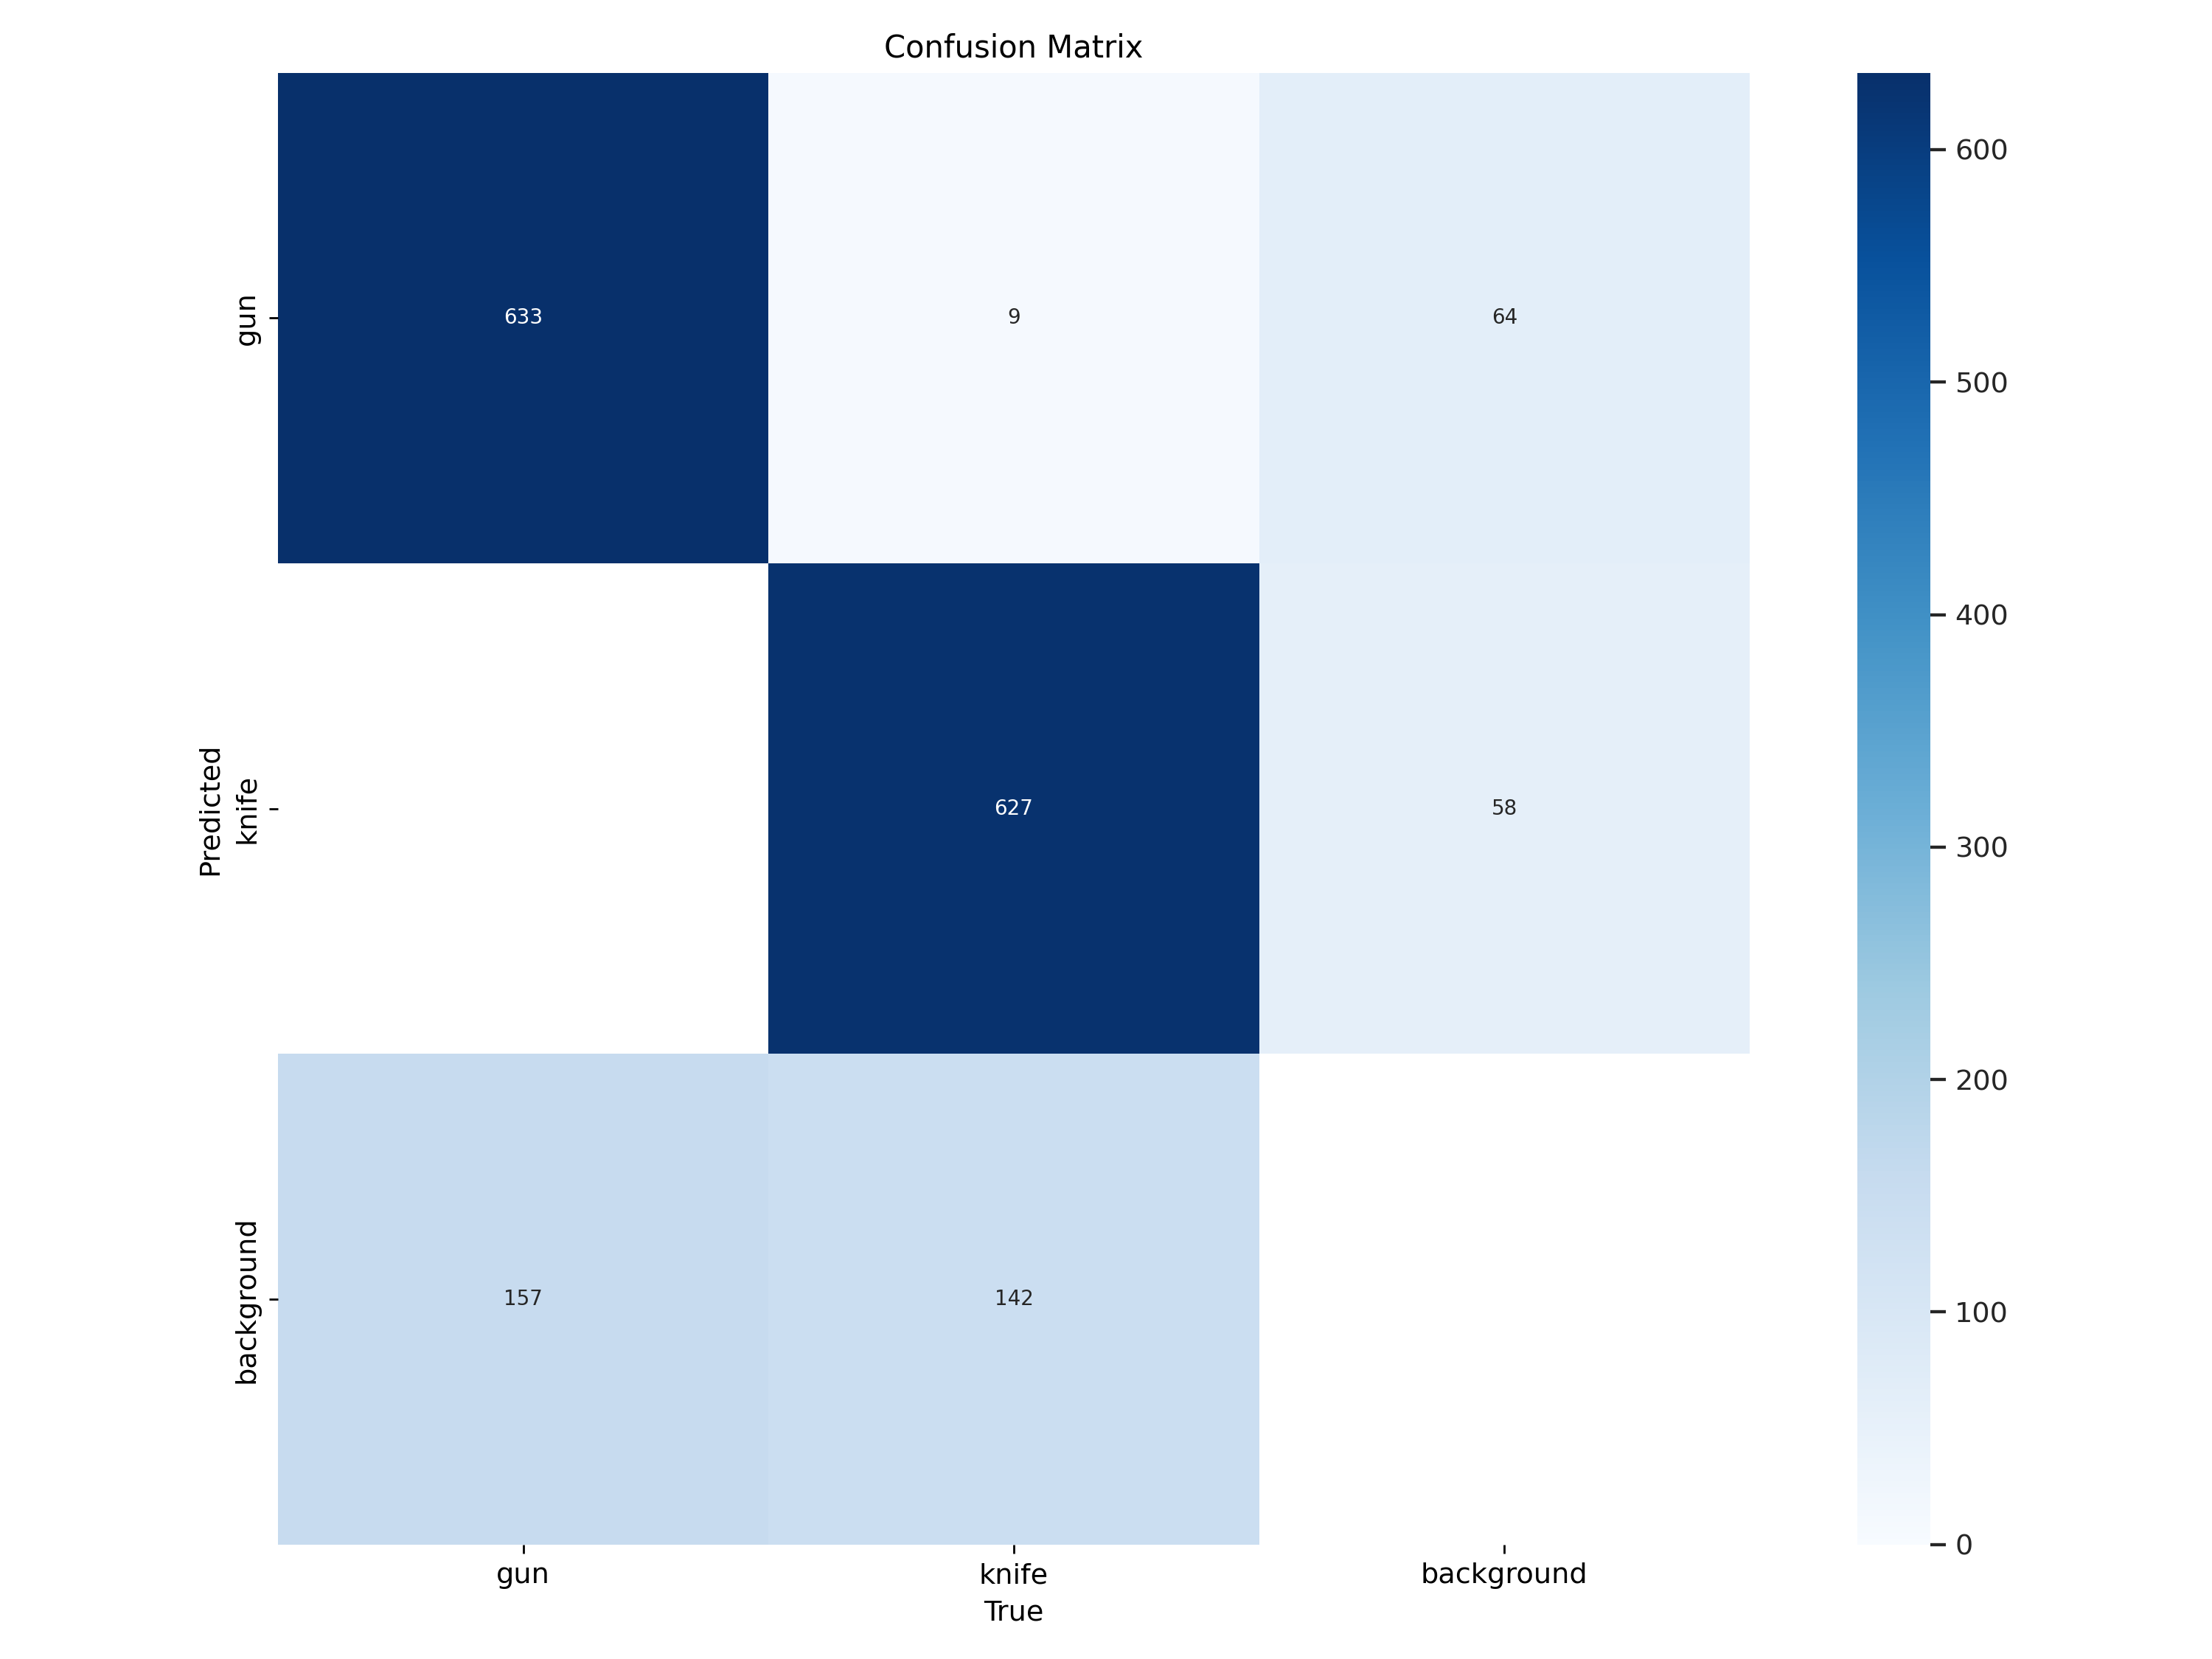 Confusion Matrix
gun
633
9
64
600
500
400
Predicted
knife
627
58
300
200
background
157
142
100
0
gun
knife
background
True